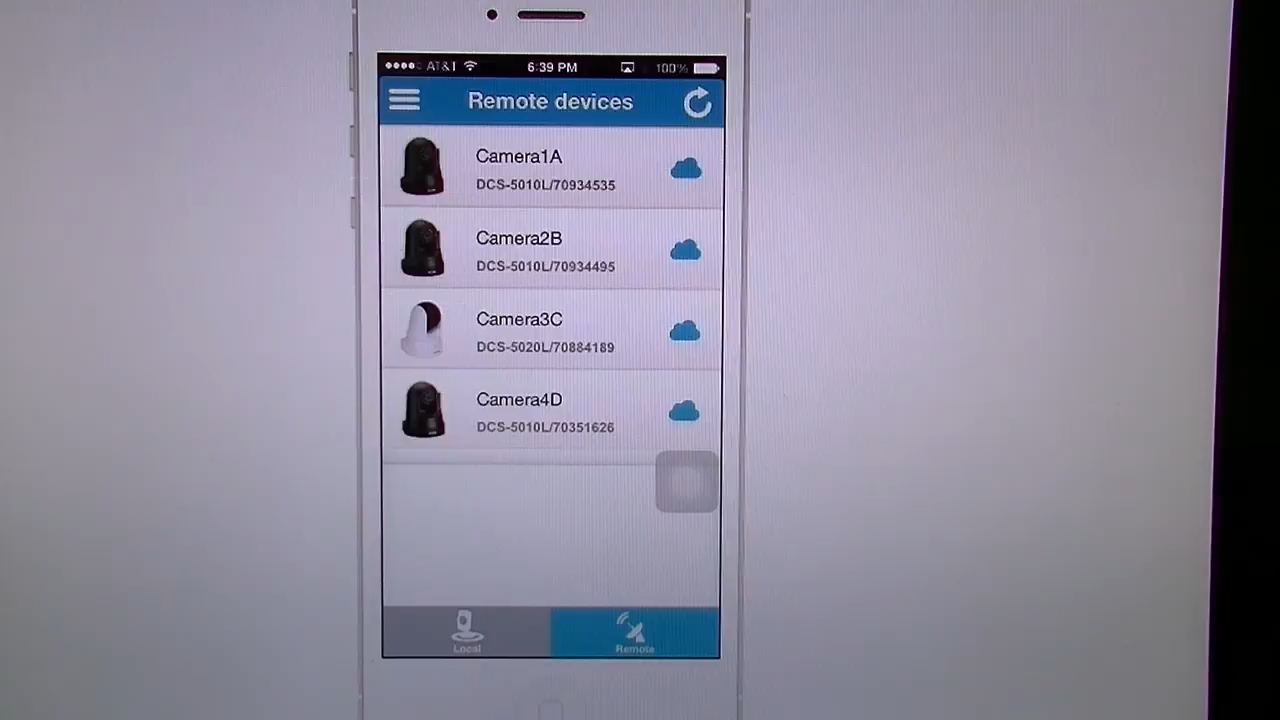 AT&T 6:39 PM 100%
Remote devices
Camera1A
DCS-5010L/70934535
Camera2B
DCS-5010L/70934495
Camera3C
DCS-5020L/70884189
Camera4D
DCS-5010L/70351626
Local Remote